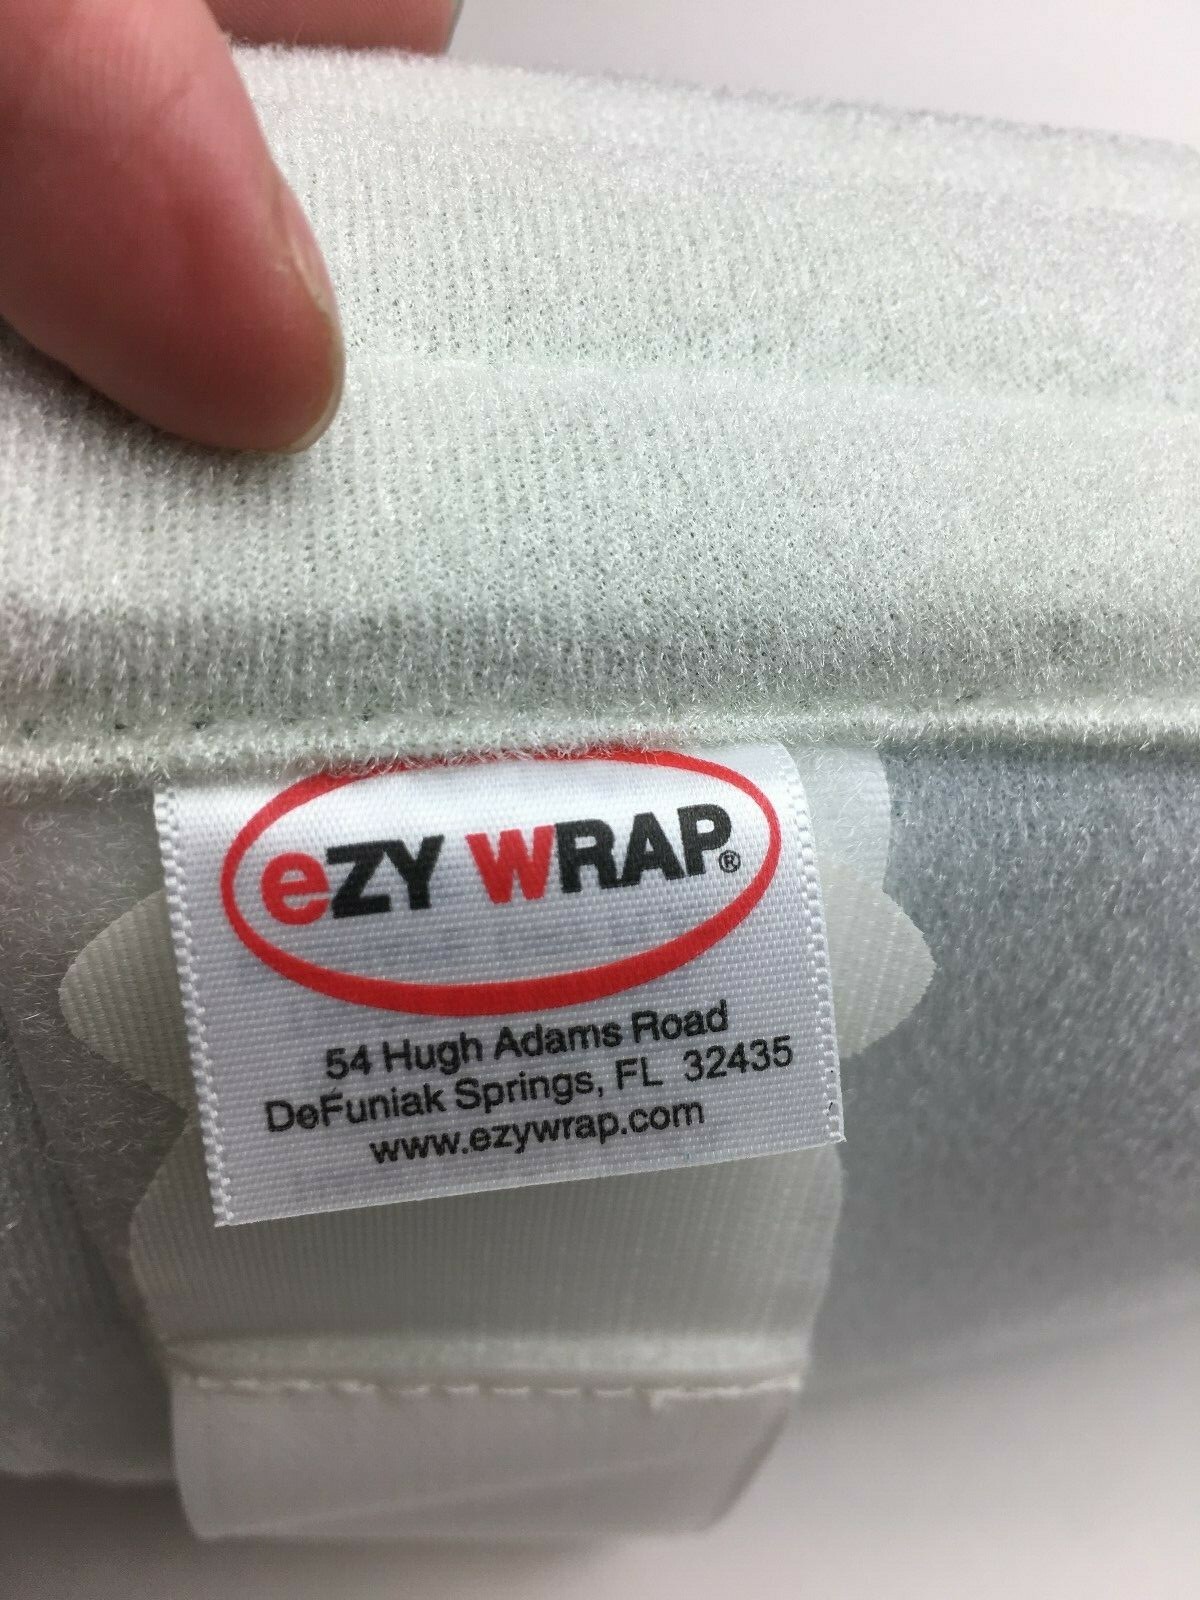 eZY WRAP®
54 Hugh Adams Road
DeFuniak Springs, FL 32435
www.ezywrap.com